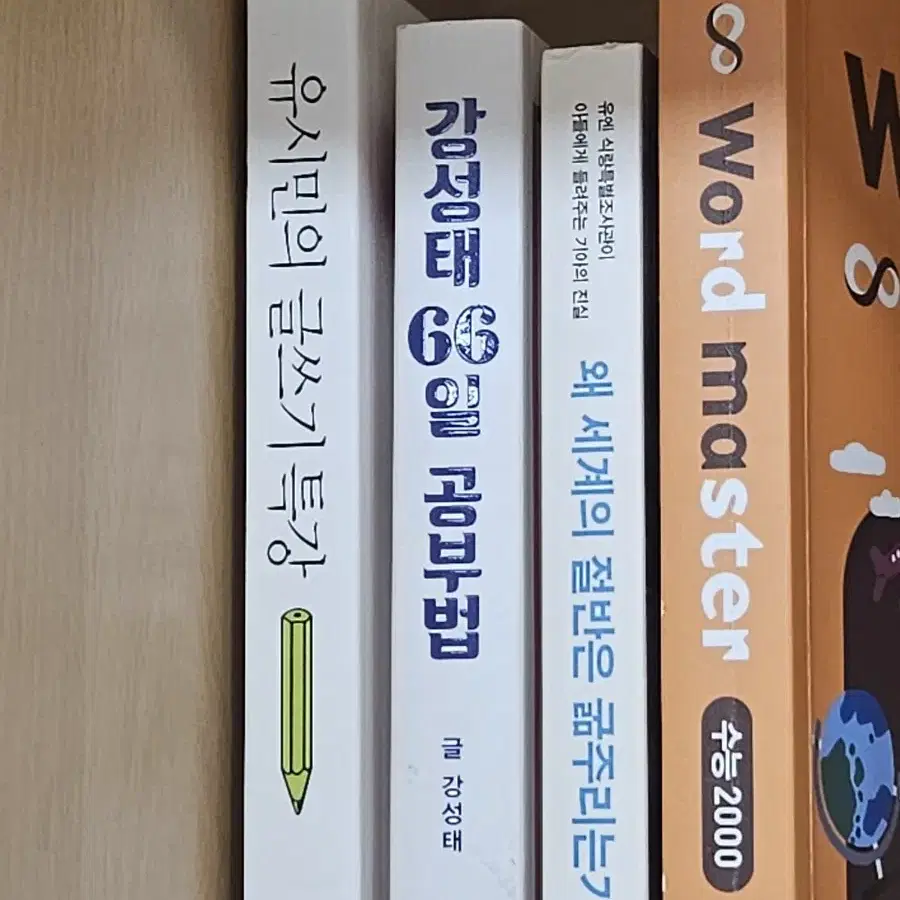 유시민의 글쓰기 특강
강성태 66일 공부법
글 강성태
유엔 식량특별조사관이
아들에게 들려주는 기아의 진실
왜 세계의 절반은 굶주리는가
Word master
수능 2000
W